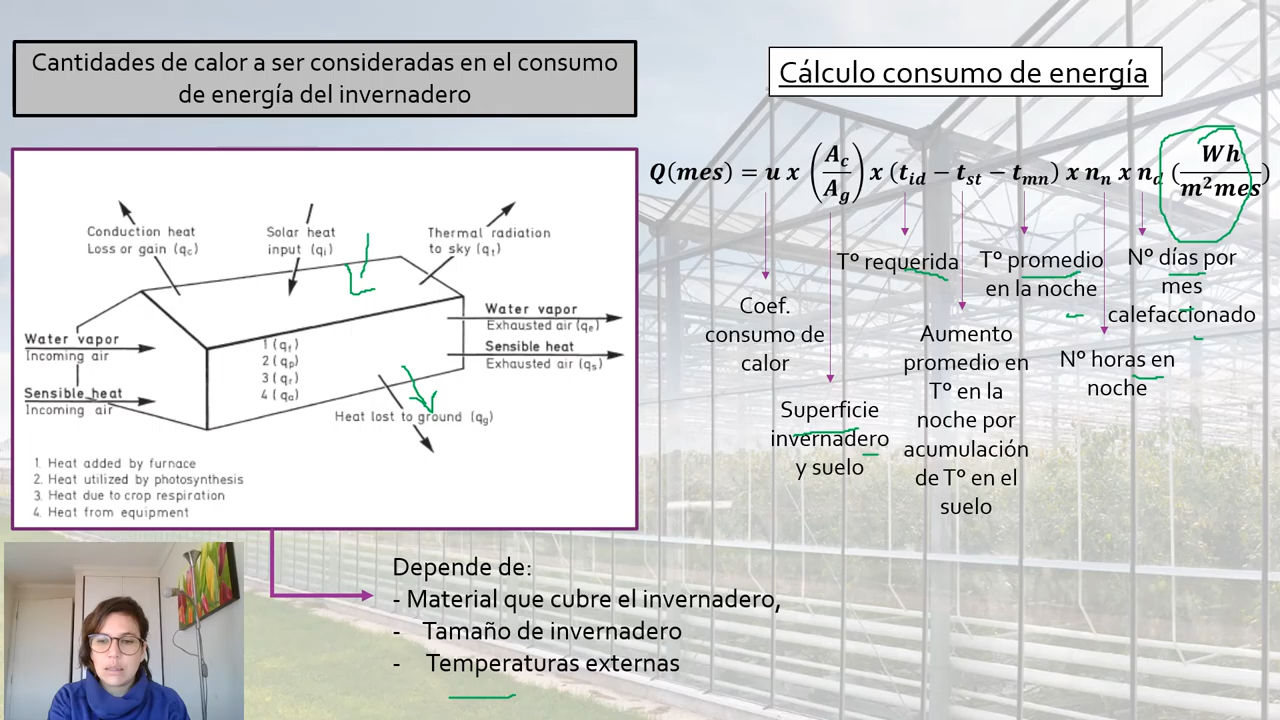 Cantidades de calor a ser consideradas en el consumo
de energía del invernadero
Conduction heat
Loss or gain (qc)
Solar heat
input (qi)
Thermal radiation
to sky (qt)
Water vapor
Incoming air
Sensible heat
Incoming air
1 (qf)
2 (qp)
3 (qr)
4 (qa)
Water vapor
Exhausted air (qe)
Sensible heat
Exhausted air (qs)
Heat lost to ground (qg)
1. Heat added by furnace
2. Heat utilized by photosynthesis
3. Heat due to crop respiration
4. Heat from equipment
Depende de:
- Material que cubre el invernadero,
- Tamaño de invernadero
- Temperaturas externas
Cálculo consumo de energía
Q(mes) = u x (Ac/Ag) x (tid − tst − tmn) x nn x nd (Wh/m²mes)
Coef.
consumo de
calor
Superficie
invernadero
y suelo
Tº requerida
Aumento
promedio en
Tº en la
noche por
acumulación
de Tº en el
suelo
Tº promedio
en la noche
Nº horas en
noche
Nº días por
mes
calefaccionado